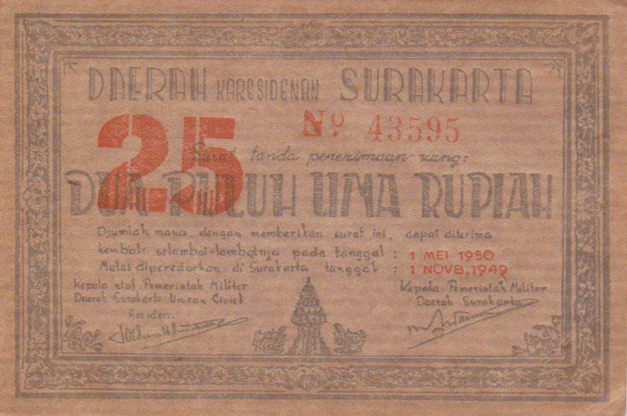 DAERAH KARESIDENAN SURAKARTA
No 43595
25
Surat tanda penerimaan uang:
DUA PULUH LIMA RUPIAH
Djumlah mana, dengan memberikan surat ini, dapat diterima
kembali selambat-lambatnja pada tanggal : 1 MEI 1950
Mulai diperedarkan di Surakarta tanggal : 1 NOVB. 1949
Kepala staf Pemerintah Militer
Daerah Surakarta Urusan Civiel
Residen:
Kepala Pemerintah Militer
Daerah Surakarta